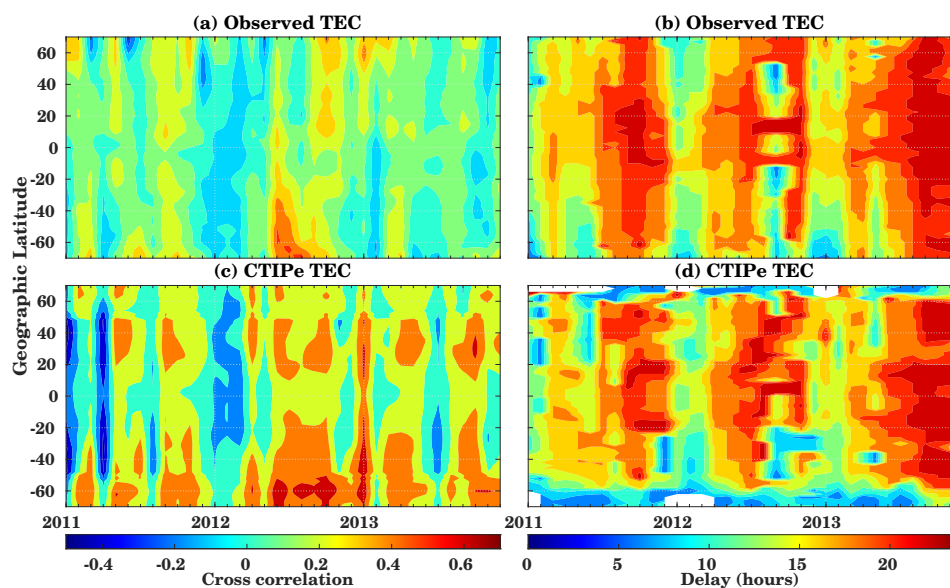 (a) Observed TEC
(b) Observed TEC
60
40
20
0
-20
-40
-60
Geographic Latitude
(c) CTIPe TEC
(d) CTIPe TEC
60
40
20
0
-20
-40
-60
2011 2012 2013
2011 2012 2013
-0.4 -0.2 0 0.2 0.4 0.6
Cross correlation
0 5 10 15 20
Delay (hours